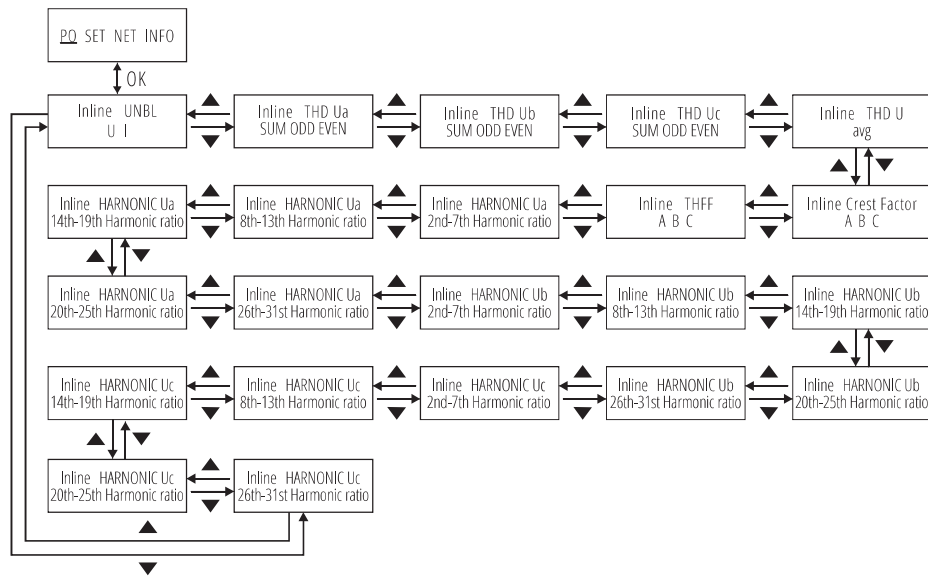 PQ SET NET INFO
OK
Inline UNBL
U I
Inline THD Ua
SUM ODD EVEN
Inline THD Ub
SUM ODD EVEN
Inline THD Uc
SUM ODD EVEN
Inline THD U
avg
Inline HARNONIC Ua
14th-19th Harmonic ratio
Inline HARNONIC Ua
8th-13th Harmonic ratio
Inline HARNONIC Ua
2nd-7th Harmonic ratio
Inline THFF
A B C
Inline Crest Factor
A B C
Inline HARNONIC Ua
20th-25th Harmonic ratio
Inline HARNONIC Ua
26th-31st Harmonic ratio
Inline HARNONIC Ub
2nd-7th Harmonic ratio
Inline HARNONIC Ub
8th-13th Harmonic ratio
Inline HARNONIC Ub
14th-19th Harmonic ratio
Inline HARNONIC Uc
14th-19th Harmonic ratio
Inline HARNONIC Uc
8th-13th Harmonic ratio
Inline HARNONIC Uc
2nd-7th Harmonic ratio
Inline HARNONIC Ub
26th-31st Harmonic ratio
Inline HARNONIC Ub
20th-25th Harmonic ratio
Inline HARNONIC Uc
20th-25th Harmonic ratio
Inline HARNONIC Uc
26th-31st Harmonic ratio